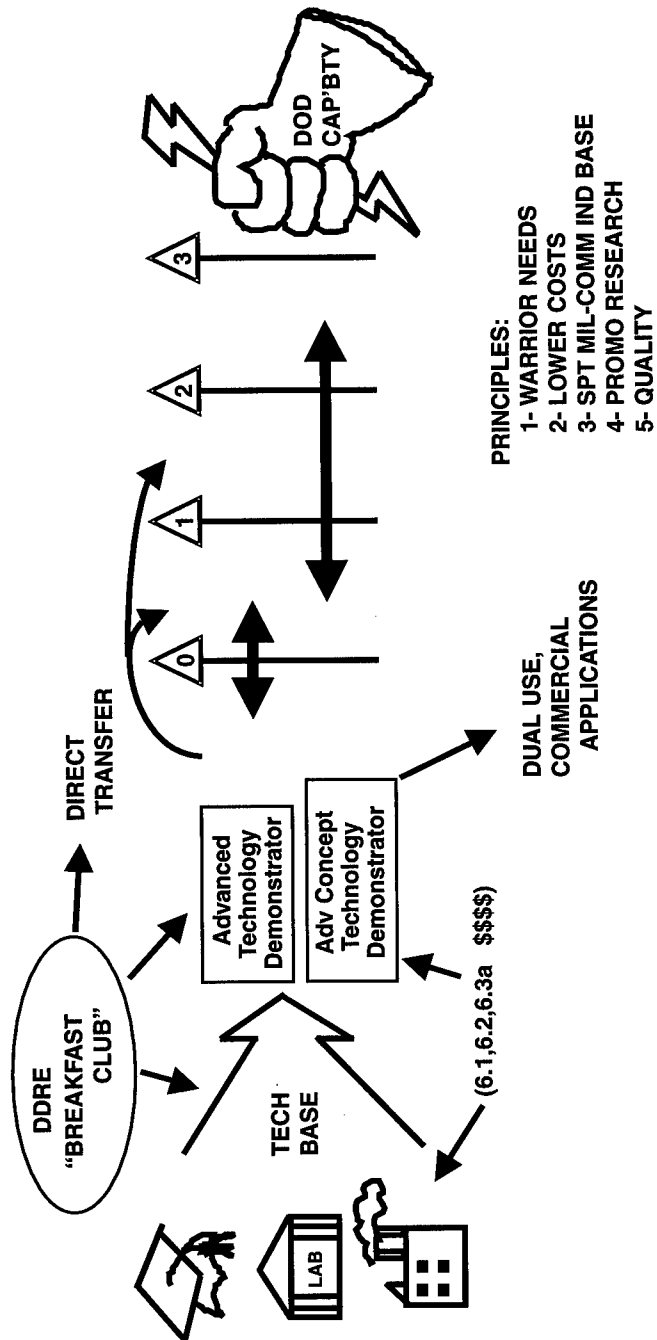 DDRE
“BREAKFAST
CLUB”
DIRECT
TRANSFER
LAB
TECH
BASE
Advanced
Technology
Demonstrator
Adv Concept
Technology
Demonstrator
(6.1,6.2,6.3a $$$$)
DUAL USE,
COMMERCIAL
APPLICATIONS
0
1
2
3
DOD
CAP'BTY
PRINCIPLES:
1- WARRIOR NEEDS
2- LOWER COSTS
3- SPT MIL-COMM IND BASE
4- PROMO RESEARCH
5- QUALITY